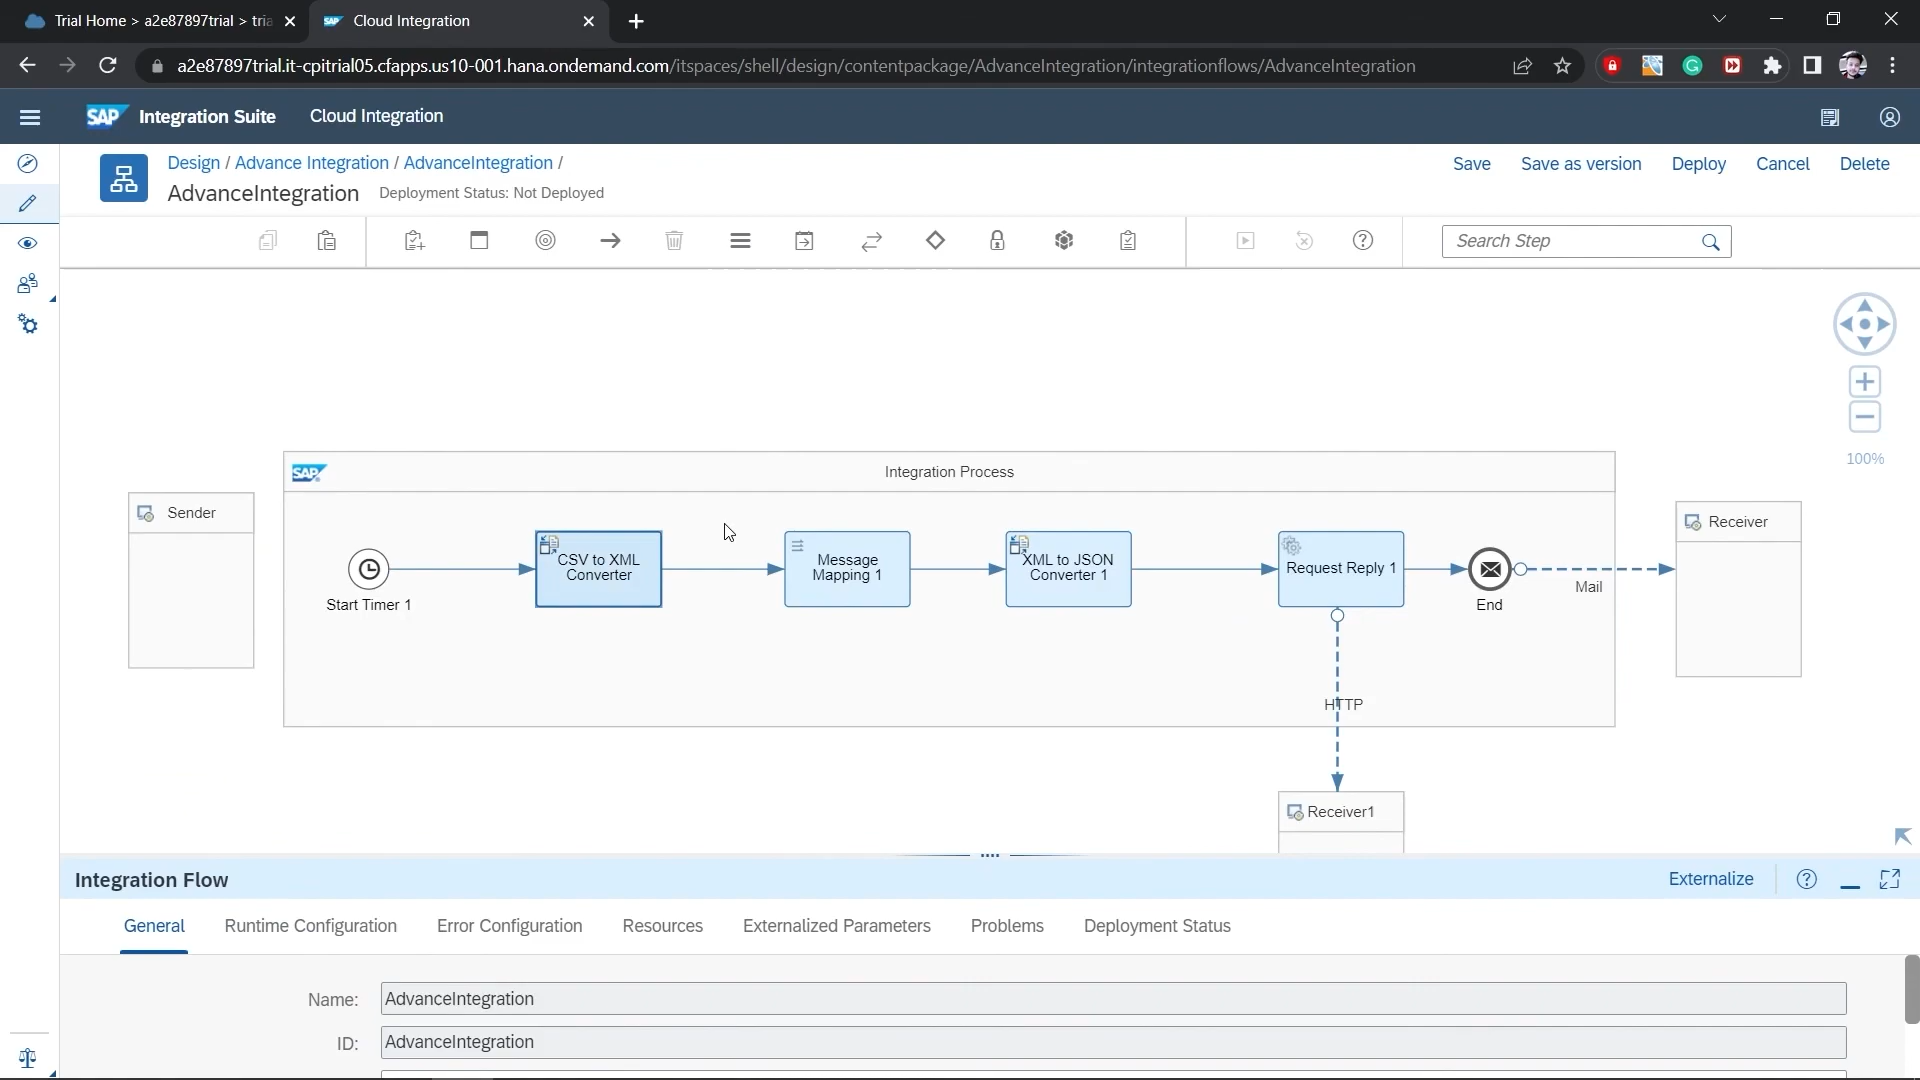 Trial Home > a2e87897trial > tria
Cloud Integration
a2e87897trial.it-cpitrial05.cfapps.us10-001.hana.ondemand.com/itspaces/shell/design/contentpackage/AdvanceIntegration/integrationflows/AdvanceIntegration
SAP Integration Suite Cloud Integration
Design / Advance Integration / AdvanceIntegration /
Save Save as version Deploy Cancel Delete
AdvanceIntegration Deployment Status: Not Deployed
Search Step
100%
SAP Integration Process
Sender
Receiver
Start Timer 1
CSV to XML
Converter
Message
Mapping 1
XML to JSON
Converter 1
Request Reply 1
End
Mail
HTTP
Receiver1
Integration Flow
Externalize
General Runtime Configuration Error Configuration Resources Externalized Parameters Problems Deployment Status
Name: AdvanceIntegration
ID: AdvanceIntegration